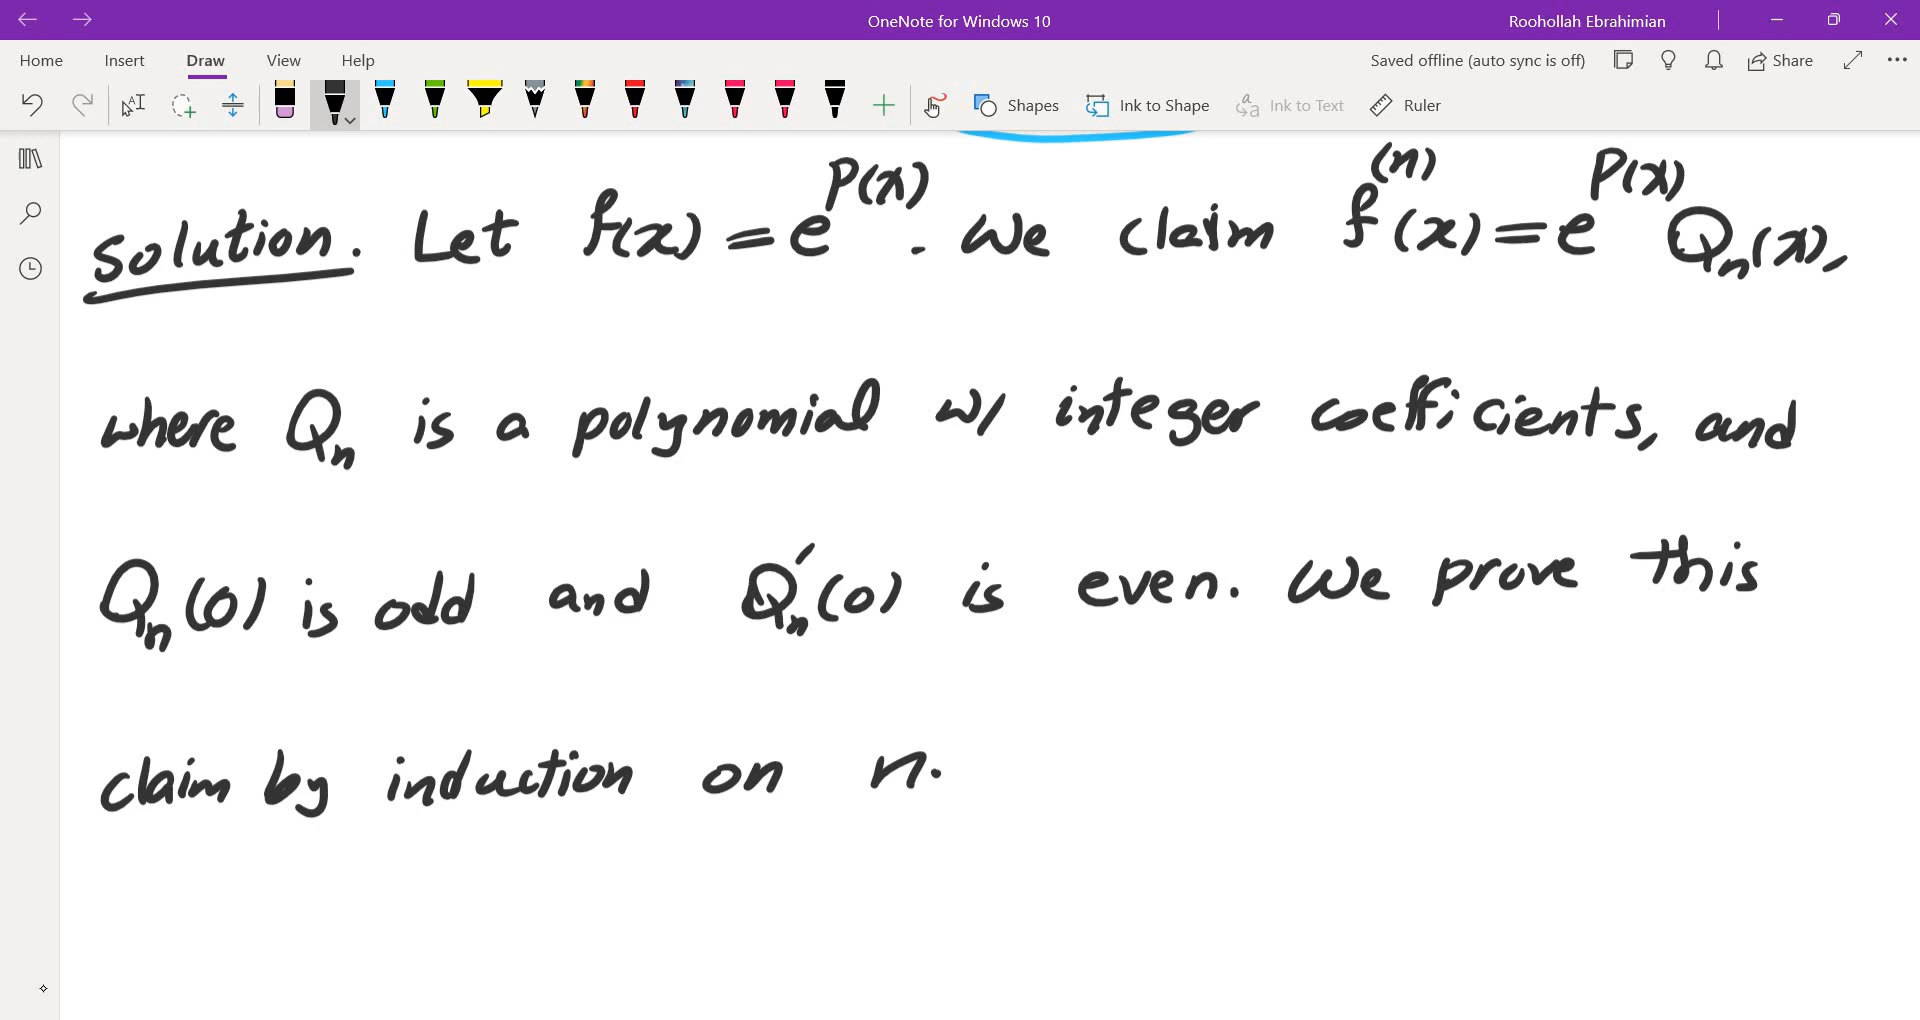 OneNote for Windows 10
Roohollah Ebrahimian
Home Insert Draw View Help
Saved offline (auto sync is off) Share
Shapes Ink to Shape Ink to Text Ruler
Solution. Let f(x) = e^{P(x)}. We claim f^{(n)}(x) = e^{P(x)} Q_n(x),
where Q_n is a polynomial w/ integer coefficients, and
Q_n(0) is odd and Q'_n(0) is even. We prove this
claim by induction on n.